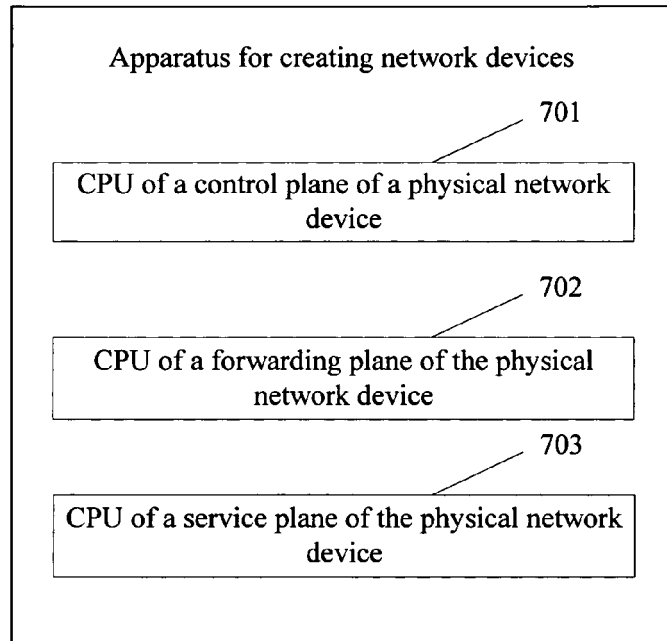 Apparatus for creating network devices
701
CPU of a control plane of a physical network
device
702
CPU of a forwarding plane of the physical
network device
703
CPU of a service plane of the physical network
device